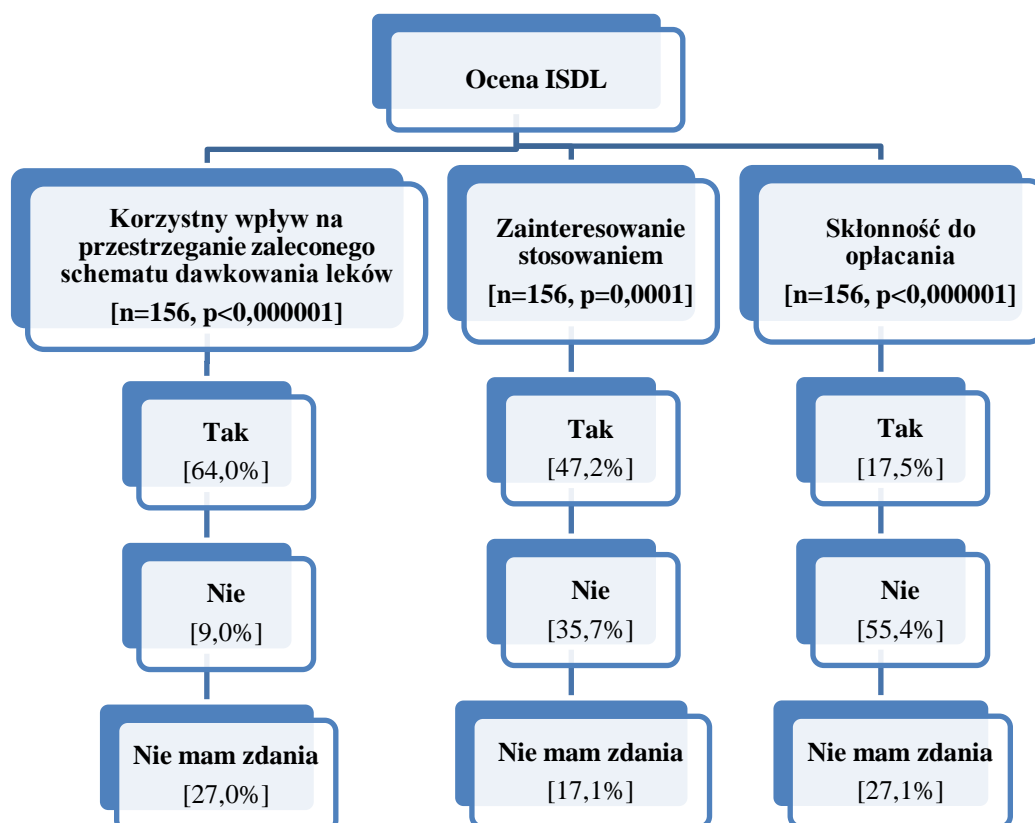 Ocena ISDL
Korzystny wpływ na
przestrzeganie zaleconego
schematu dawkowania leków
[n=156, p<0,000001]
Zainteresowanie
stosowaniem
[n=156, p=0,0001]
Skłonność do
opłacania
[n=156, p<0,000001]
Tak
[64,0%]
Tak
[47,2%]
Tak
[17,5%]
Nie
[9,0%]
Nie
[35,7%]
Nie
[55,4%]
Nie mam zdania
[27,0%]
Nie mam zdania
[17,1%]
Nie mam zdania
[27,1%]